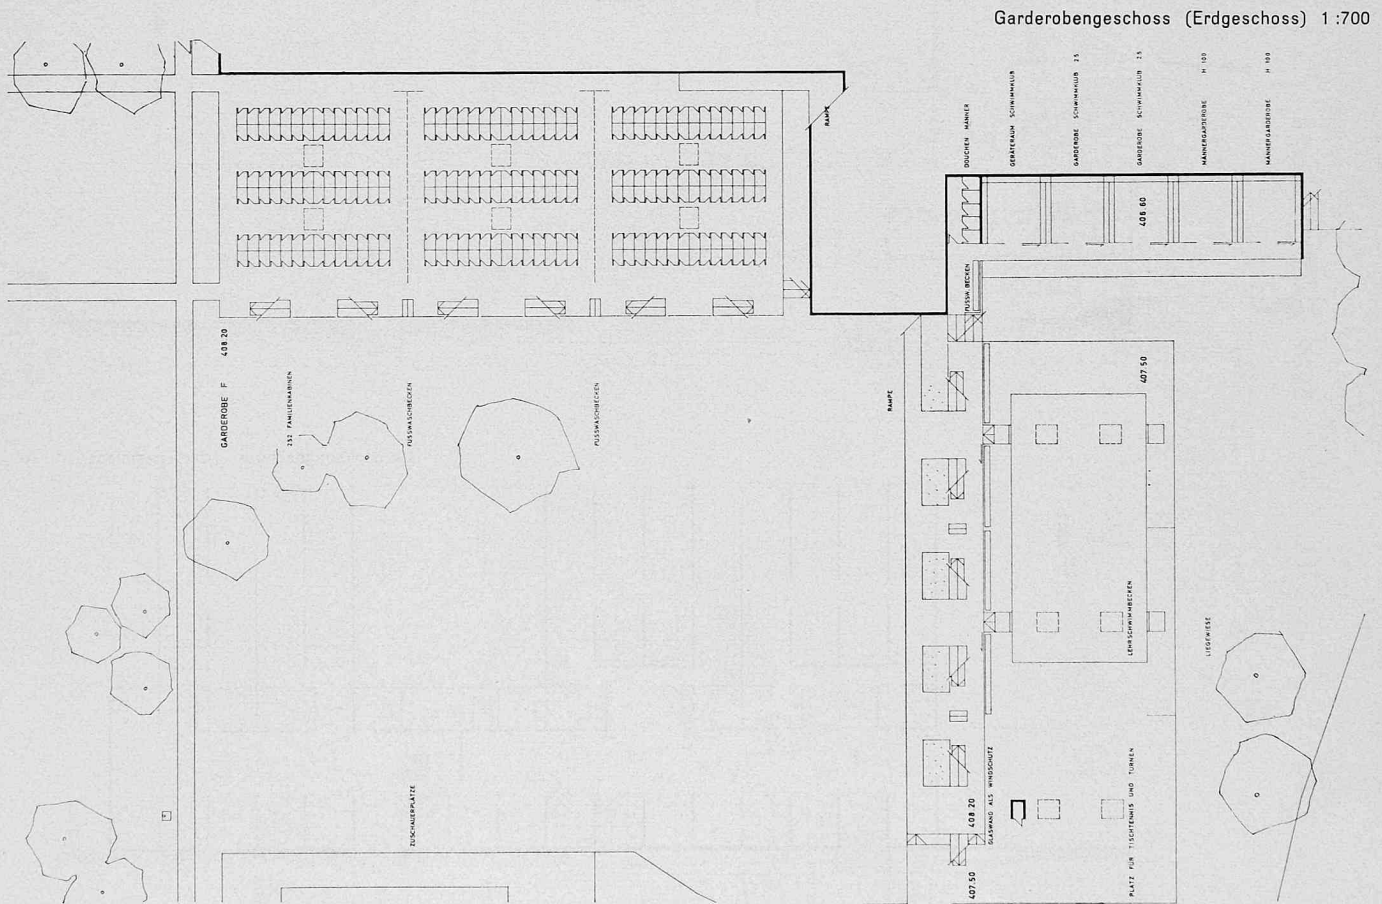 Garderobengeschoss (Erdgeschoss) 1:700
RAMPE
DOUCHEN MÄNNER
GERÄTERAUM SCHWIMMKLUB
GARDEROBE SCHWIMMKLUB 25
GARDEROBE SCHWIMMKLUB 25
MÄNNERGARDEROBE H 100
MÄNNERGARDEROBE H 100
406.60
FUSSW.BECKEN
408.20
GARDEROBE F
252 FAMILIENKABINEN
FUSSWASCHBECKEN
FUSSWASCHBECKEN
RAMPE
407.50
LEHRSCHWIMMBECKEN
LIEGEWIESE
ZUSCHAUERPLÄTZE
408.20
GLASWAND ALS WINDSCHUTZ
407.50
PLATZ FÜR TISCHTENNIS UND TURNEN